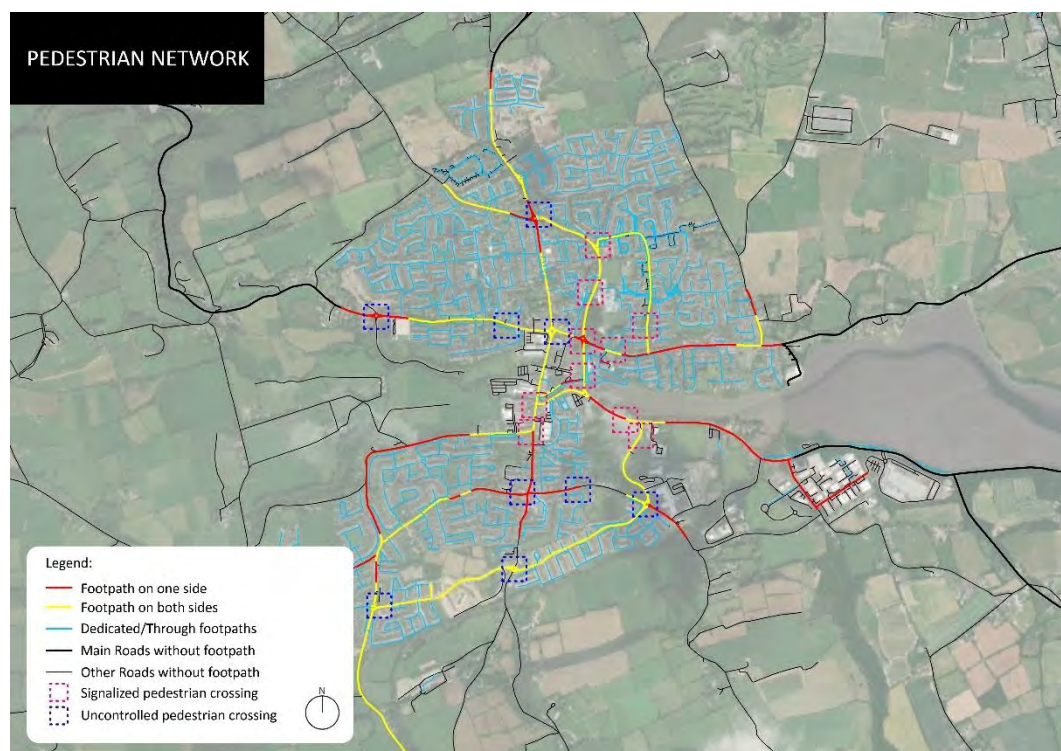 PEDESTRIAN NETWORK
Legend:
Footpath on one side
Footpath on both sides
Dedicated/Through footpaths
Main Roads without footpath
Other Roads without footpath
Signalized pedestrian crossing
Uncontrolled pedestrian crossing
N